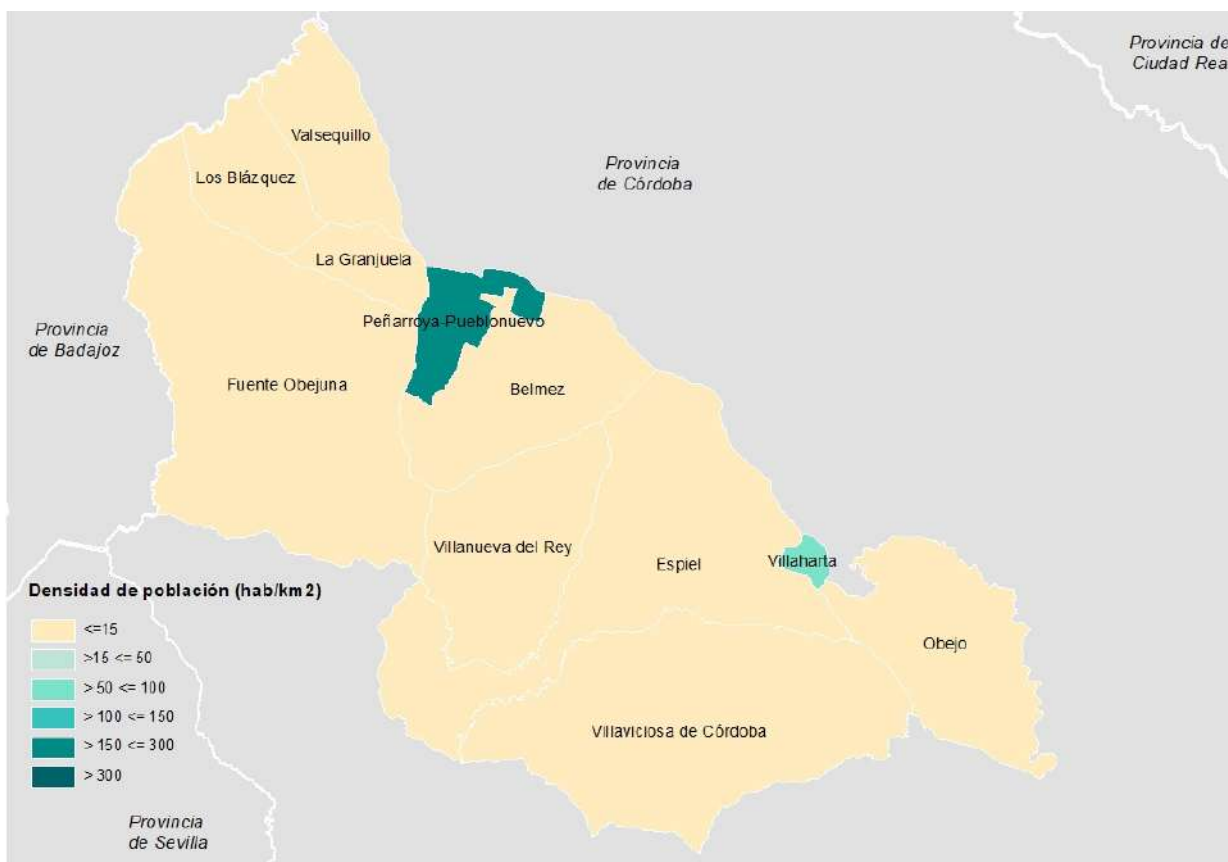 Provincia de
Ciudad Rea
Valsequillo
Provincia
de Córdoba
Los Blázquez
La Granjuela
Peñarroya-Pueblonuevo
Provincia
de Badajoz
Fuente Obejuna
Belmez
Villanueva del Rey
Espiel
Villaharta
Obejo
Villaviciosa de Córdoba
Densidad de población (hab/km2)
<=15
>15 <= 50
> 50 <= 100
> 100 <= 150
> 150 <= 300
> 300
Provincia
de Sevilla